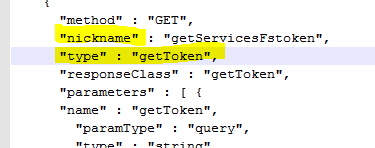 {
"method" : "GET",
"nickname" : "getServicesFstoken",
"type" : "getToken",
"responseClass" : "getToken",
"parameters" : [ {
"name" : "getToken",
"paramType" : "query",
"type" : "string"